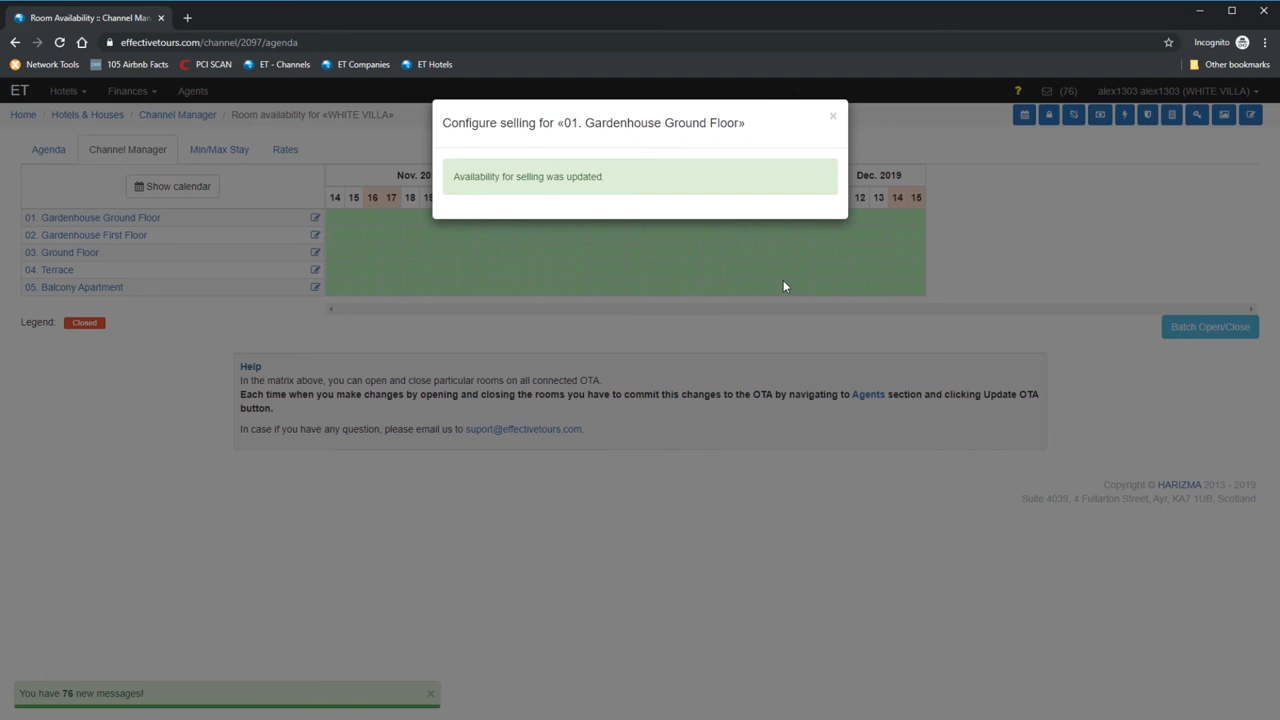 Room Availability :: Channel Man
effectivetours.com/channel/2097/agenda
Incognito
Network Tools
105 Airbnb Facts
PCI SCAN
ET - Channels
ET Companies
ET Hotels
Other bookmarks
ET
Hotels
Finances
Agents
?
(76)
alex1303 alex1303 (WHITE VILLA)
Home / Hotels & Houses / Channel Manager / Room availability for «WHITE VILLA»
Configure selling for «01. Gardenhouse Ground Floor»
×
Availability for selling was updated.
Agenda
Channel Manager
Min/Max Stay
Rates
Show calendar
Nov. 20
Dec. 2019
14 15 16 17 18 19
12 13 14 15
01. Gardenhouse Ground Floor
02. Gardenhouse First Floor
03. Ground Floor
04. Terrace
05. Balcony Apartment
Legend: Closed
Batch Open/Close
Help
In the matrix above, you can open and close particular rooms on all connected OTA.
Each time when you make changes by opening and closing the rooms you have to commit this changes to the OTA by navigating to Agents section and clicking Update OTA
button.
In case if you have any question, please email us to suport@effectivetours.com.
Copyright © HARIZMA 2013 - 2019
Suite 4039, 4 Fullarton Street, Ayr, KA7 1UB, Scotland
You have 76 new messages!
×